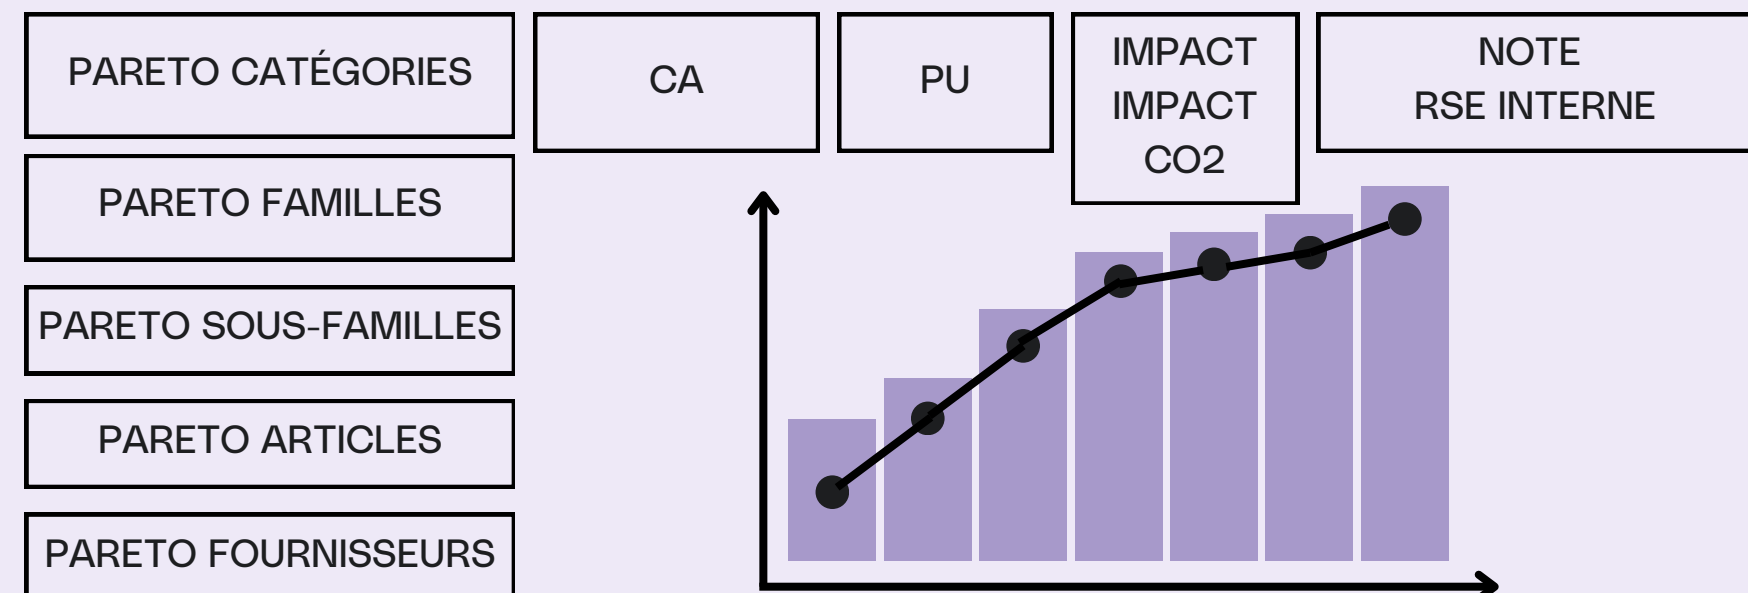 PARETO CATÉGORIES
CA
PU
IMPACT
IMPACT
CO2
NOTE
RSE INTERNE
PARETO FAMILLES
PARETO SOUS-FAMILLES
PARETO ARTICLES
PARETO FOURNISSEURS